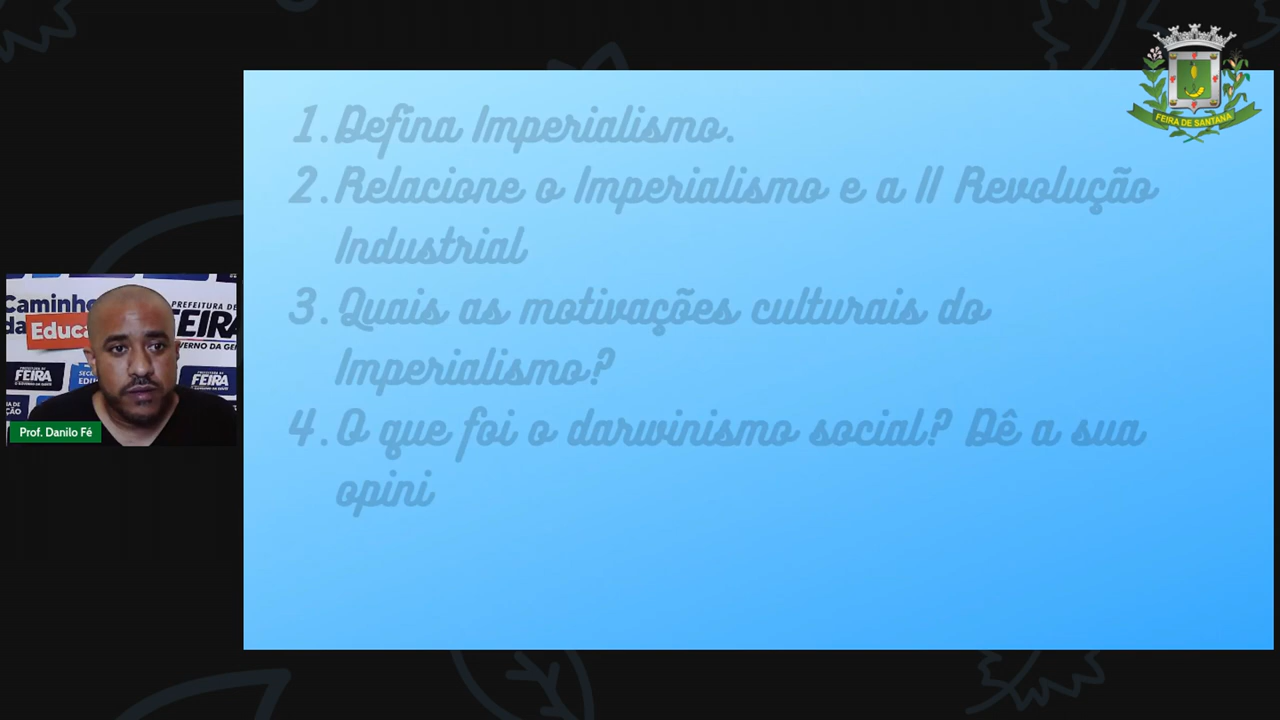 1. Defina Imperialismo.
2. Relacione o Imperialismo e a II Revolução
Industrial
3. Quais as motivações culturais do
Imperialismo?
4. O que foi o darwinismo social? Dê a sua
opini
FEIRA DE SANTANA
Caminho
da
Educa
PREFEITURA DE
FEIRA
FEIRA
FEIRA
Prof. Danilo Fé